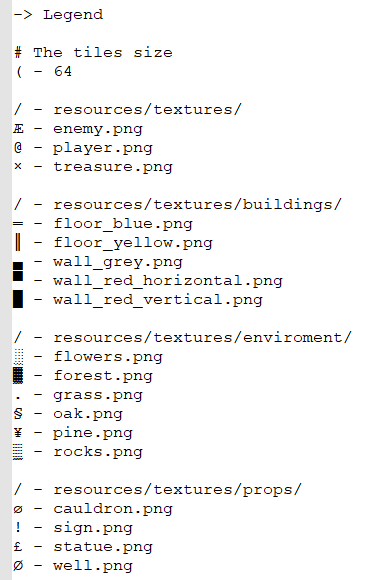 -> Legend
# The tiles size
( - 64
/ - resources/textures/
Æ - enemy.png
@ - player.png
× - treasure.png
/ - resources/textures/buildings/
═ - floor_blue.png
║ - floor_yellow.png
▄ - wall_grey.png
▀ - wall_red_horizontal.png
█ - wall_red_vertical.png
/ - resources/textures/enviroment/
░ - flowers.png
▓ - forest.png
. - grass.png
§ - oak.png
¥ - pine.png
▒ - rocks.png
/ - resources/textures/props/
ø - cauldron.png
! - sign.png
£ - statue.png
Ø - well.png